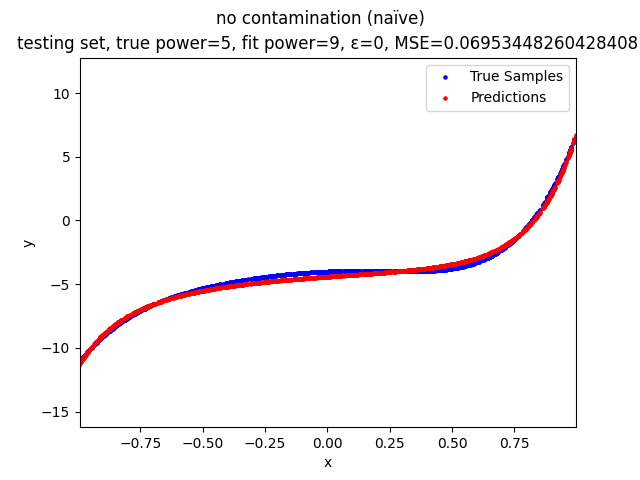 no contamination (naïve)
testing set, true power=5, fit power=9, ε=0, MSE=0.06953448260428408
True Samples
Predictions
10
5
0
−5
−10
−15
y
−0.75 −0.50 −0.25 0.00 0.25 0.50 0.75
x